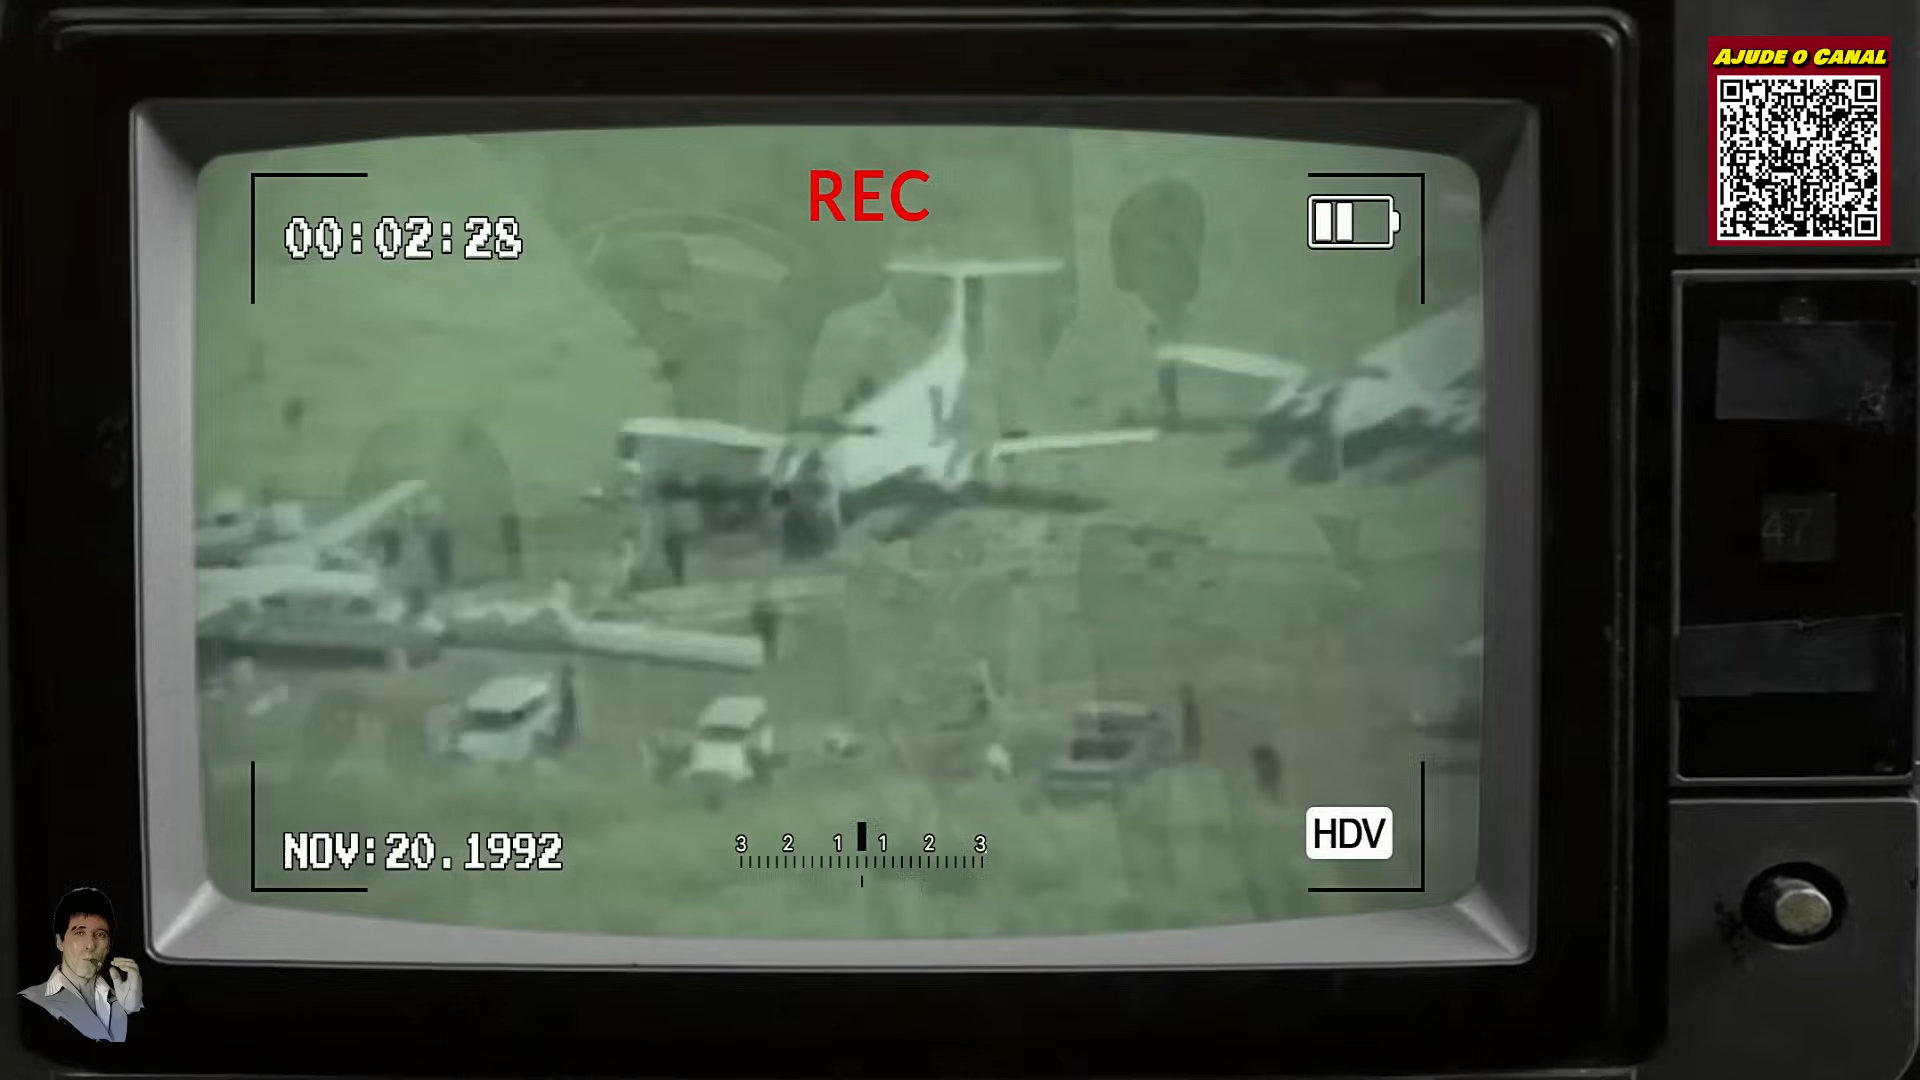 AJUDE O CANAL
REC
00:02:28
47
NOV:20.1992
3 2 1 1 2 3
HDV